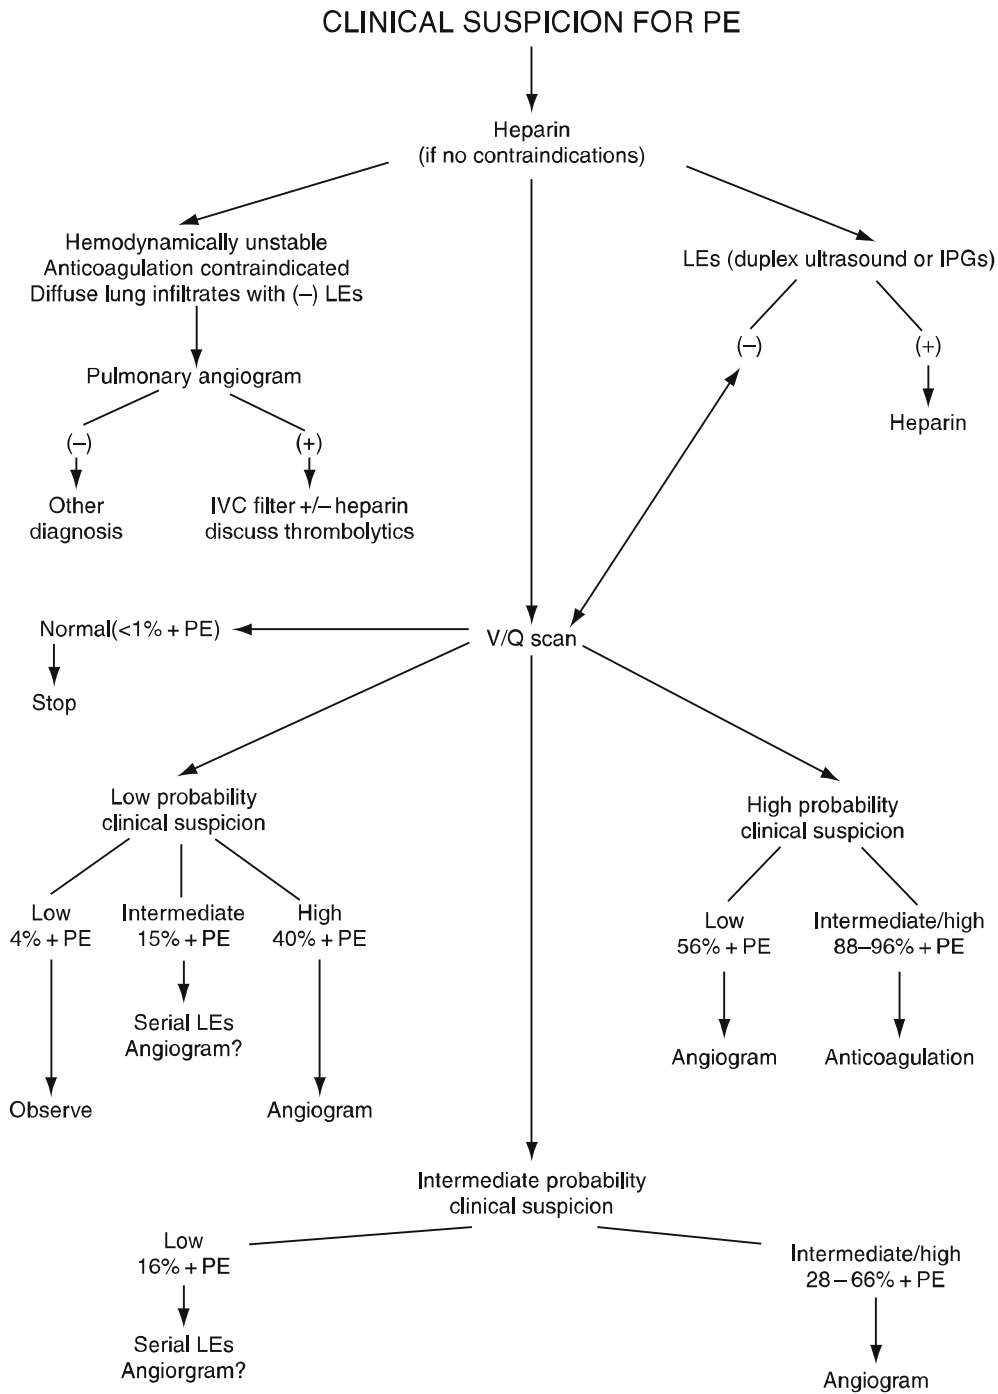 CLINICAL SUSPICION FOR PE
Heparin
(if no contraindications)
Hemodynamically unstable
Anticoagulation contraindicated
Diffuse lung infiltrates with (–) LEs
Pulmonary angiogram
(–)
(+)
Other
diagnosis
IVC filter +/– heparin
discuss thrombolytics
LEs (duplex ultrasound or IPGs)
(–)
(+)
Heparin
V/Q scan
Normal(<1% + PE)
Stop
Low probability
clinical suspicion
Low
4% + PE
Intermediate
15% + PE
High
40% + PE
Serial LEs
Angiogram?
Observe
Angiogram
High probability
clinical suspicion
Low
56% + PE
Intermediate/high
88–96% + PE
Angiogram
Anticoagulation
Intermediate probability
clinical suspicion
Low
16% + PE
Serial LEs
Angiorgram?
Intermediate/high
28–66% + PE
Angiogram